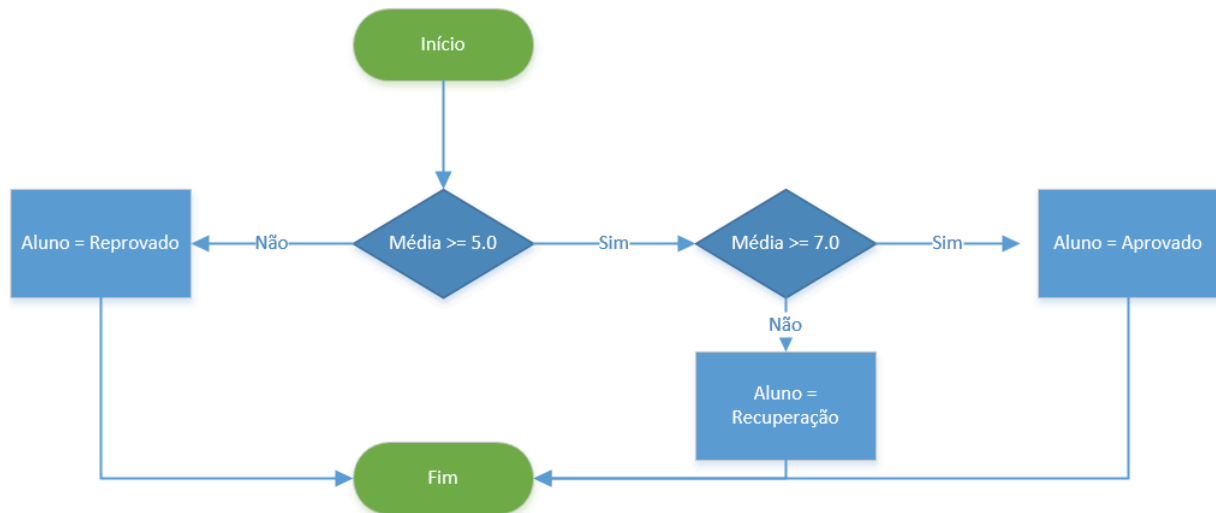 Início
Aluno = Reprovado
Não
Média >= 5.0
Sim
Média >= 7.0
Sim
Aluno = Aprovado
Não
Aluno =
Recuperação
Fim